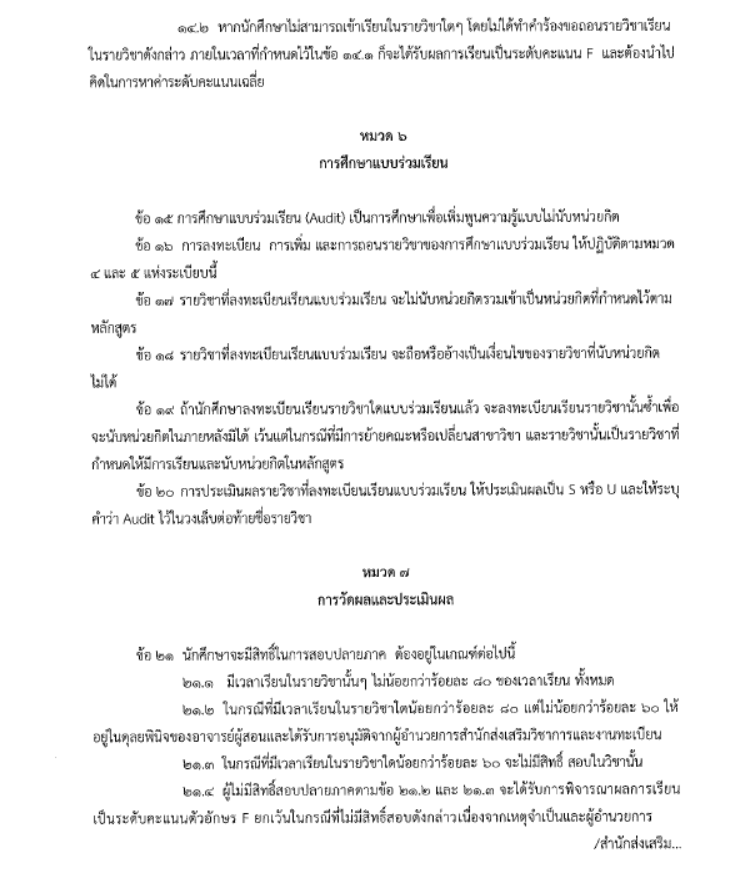 ๑๔.๒ หากนักศึกษาไม่สามารถเข้าเรียนในรายวิชาใดๆ โดยไม่ได้ทำคำร้องขอถอนรายวิชาเรียน
ในรายวิชาดังกล่าว ภายในเวลาที่กำหนดไว้ในข้อ ๑๔.๑ ก็จะได้รับผลการเรียนเป็นระดับคะแนน F และต้องนำไป
คิดในการหาค่าระดับคะแนนเฉลี่ย
หมวด ๖
การศึกษาแบบร่วมเรียน
ข้อ ๑๕ การศึกษาแบบร่วมเรียน (Audit) เป็นการศึกษาเพื่อเพิ่มพูนความรู้แบบไม่นับหน่วยกิต
ข้อ ๑๖ การลงทะเบียน การเพิ่ม และการถอนรายวิชาของการศึกษาแบบร่วมเรียน ให้ปฏิบัติตามหมวด
๔ และ ๕ แห่งระเบียบนี้
ข้อ ๑๗ รายวิชาที่ลงทะเบียนเรียนแบบร่วมเรียน จะไม่นับหน่วยกิตรวมเข้าเป็นหน่วยกิตที่กำหนดไว้ตาม
หลักสูตร
ข้อ ๑๘ รายวิชาที่ลงทะเบียนเรียนแบบร่วมเรียน จะถือหรืออ้างเป็นเงื่อนไขของรายวิชาที่นับหน่วยกิต
ไม่ได้
ข้อ ๑๙ ถ้านักศึกษาลงทะเบียนเรียนรายวิชาใดแบบร่วมเรียนแล้ว จะลงทะเบียนเรียนรายวิชานั้นซ้ำเพื่อ
จะนับหน่วยกิตในภายหลังมิได้ เว้นแต่ในกรณีที่มีการย้ายคณะหรือเปลี่ยนสาขาวิชา และรายวิชานั้นเป็นรายวิชาที่
กำหนดให้มีการเรียนและนับหน่วยกิตในหลักสูตร
ข้อ ๒๐ การประเมินผลรายวิชาที่ลงทะเบียนเรียนแบบร่วมเรียน ให้ประเมินผลเป็น S หรือ U และให้ระบุ
คำว่า Audit ไว้ในวงเล็บต่อท้ายชื่อรายวิชา
หมวด ๗
การวัดผลและประเมินผล
ข้อ ๒๑ นักศึกษาจะมีสิทธิ์ในการสอบปลายภาค ต้องอยู่ในเกณฑ์ต่อไปนี้
๒๑.๑ มีเวลาเรียนในรายวิชานั้นๆ ไม่น้อยกว่าร้อยละ ๘๐ ของเวลาเรียน ทั้งหมด
๒๑.๒ ในกรณีที่มีเวลาเรียนในรายวิชาใดน้อยกว่าร้อยละ ๘๐ แต่ไม่น้อยกว่าร้อยละ ๖๐ ให้
อยู่ในดุลยพินิจของอาจารย์ผู้สอนและได้รับการอนุมัติจากผู้อำนวยการสำนักส่งเสริมวิชาการและงานทะเบียน
๒๑.๓ ในกรณีที่มีเวลาเรียนในรายวิชาใดน้อยกว่าร้อยละ ๖๐ จะไม่มีสิทธิ์ สอบในวิชานั้น
๒๑.๔ ผู้ไม่มีสิทธิ์สอบปลายภาคตามข้อ ๒๑.๒ และ ๒๑.๓ จะได้รับการพิจารณาผลการเรียน
เป็นระดับคะแนนตัวอักษร F ยกเว้นในกรณีที่ไม่มีสิทธิ์สอบดังกล่าวเนื่องจากเหตุจำเป็นและผู้อำนวยการ
/สำนักส่งเสริม...